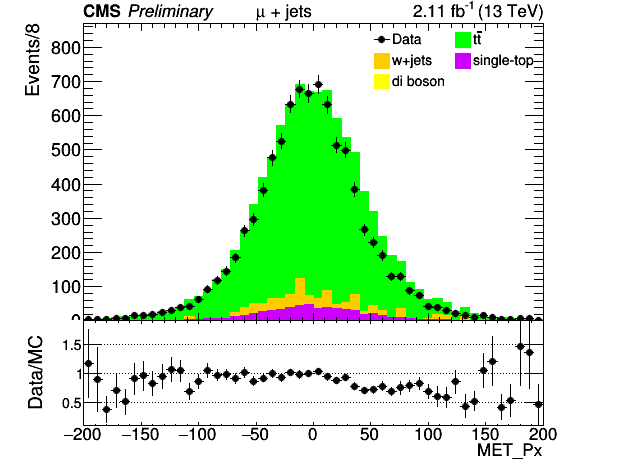 CMS Preliminary μ + jets 2.11 fb⁻¹ (13 TeV)
Events/8
Data tt̄
w+jets single-top
di boson
800
700
600
500
400
300
200
100
0
Data/MC
1.5
1
0.5
−200 −150 −100 −50 0 50 100 150 200
MET_Px